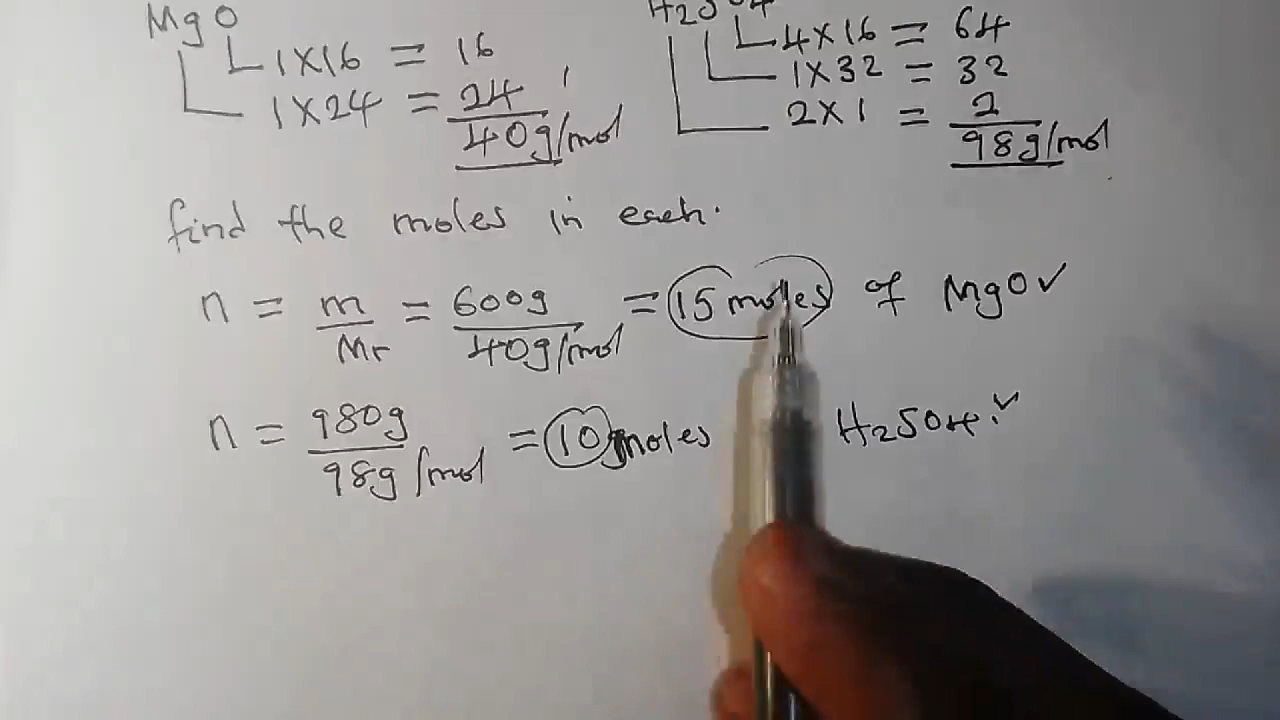 MgO
1X16 = 16
1X24 = 24
40g/mol
H2SO4
4X16 = 64
1X32 = 32
2X1 = 2
98g/mol
find the moles in each.
n = m/Mr = 600g/40g/mol = 15 moles of MgO✓
n = 980g/98g/mol = 10 moles H2SO4.✓